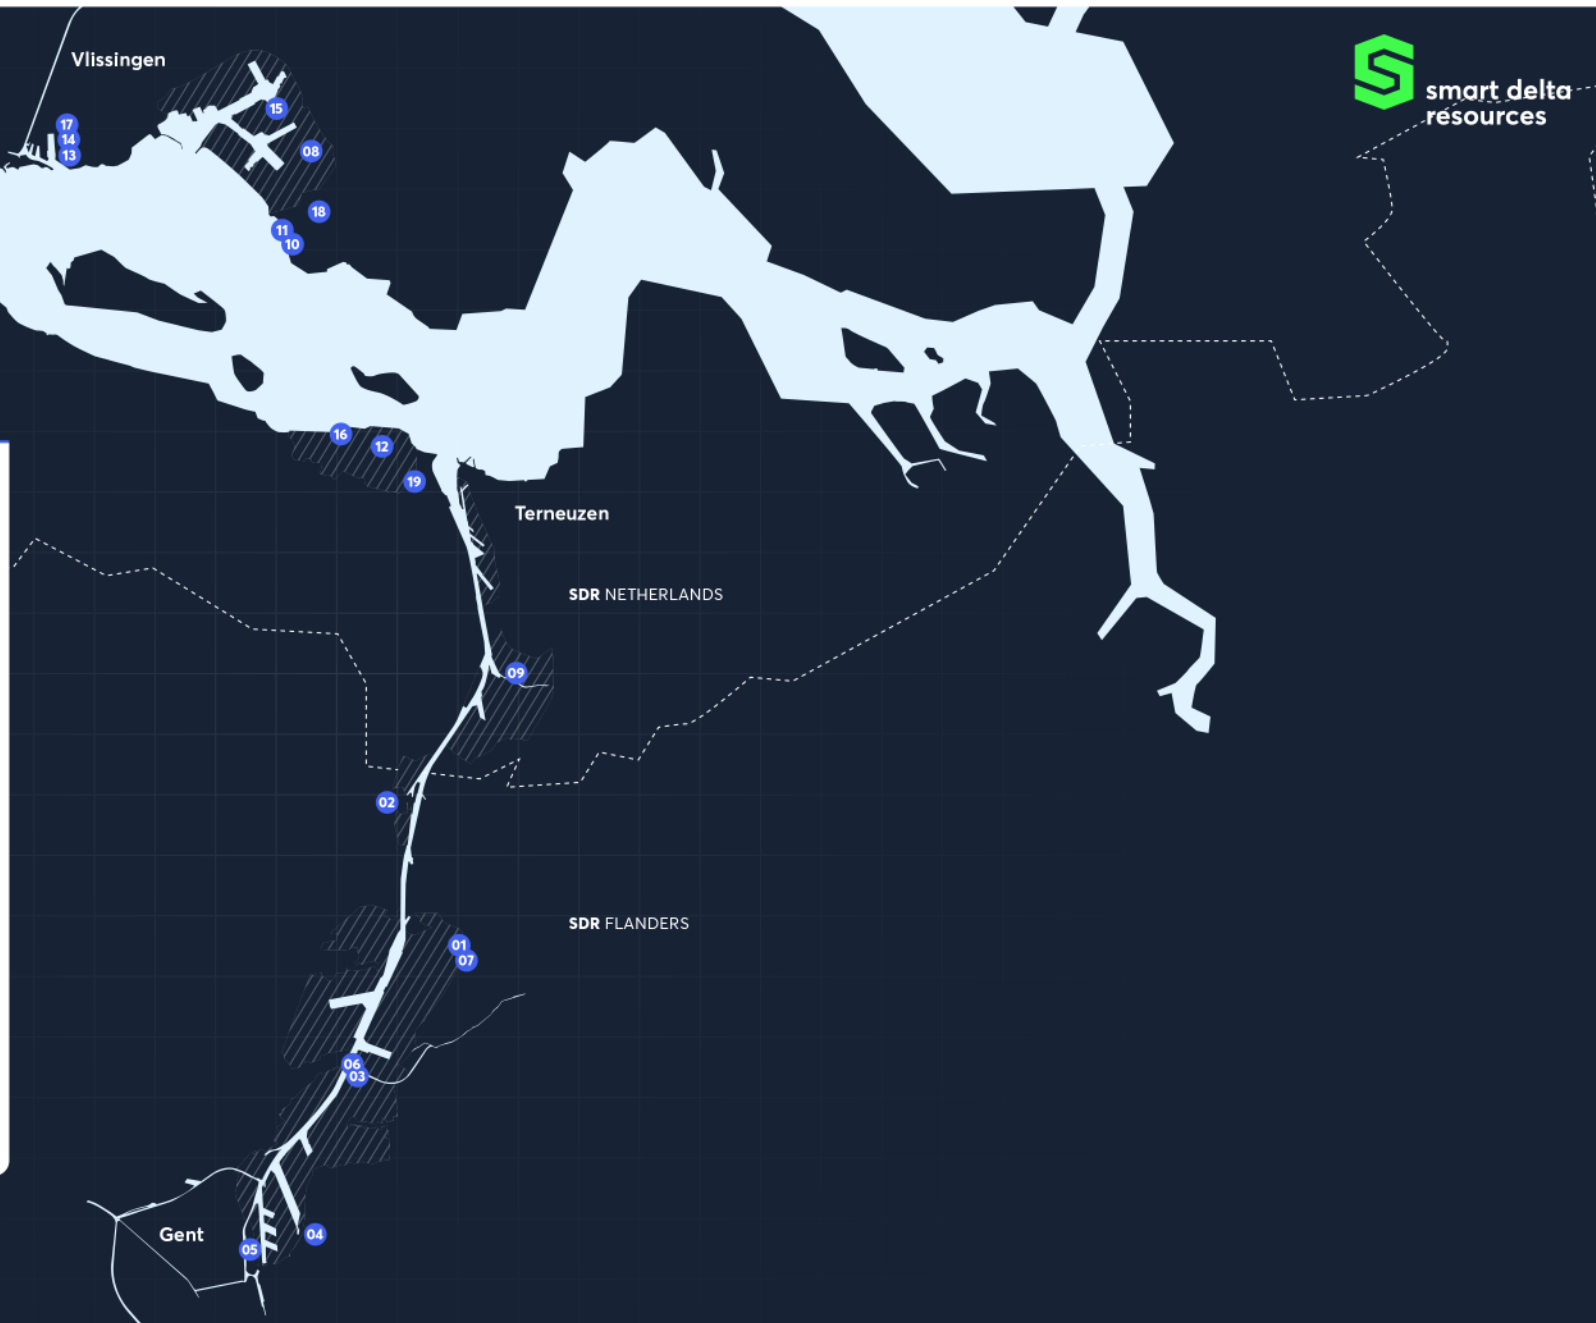 Vlissingen
smart delta
resources
15
17
14
13
08
18
11
10
16
12
19
Terneuzen
SDR NETHERLANDS
09
02
SDR FLANDERS
01
07
06
03
Gent
04
05